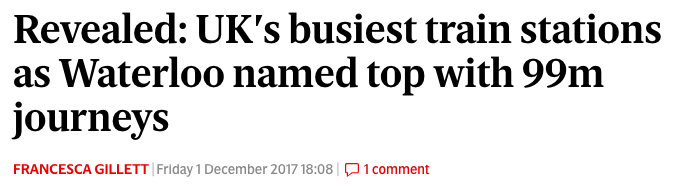 Revealed: UK's busiest train stations
as Waterloo named top with 99m
journeys
FRANCESCA GILLETT | Friday 1 December 2017 18:08 | 1 comment